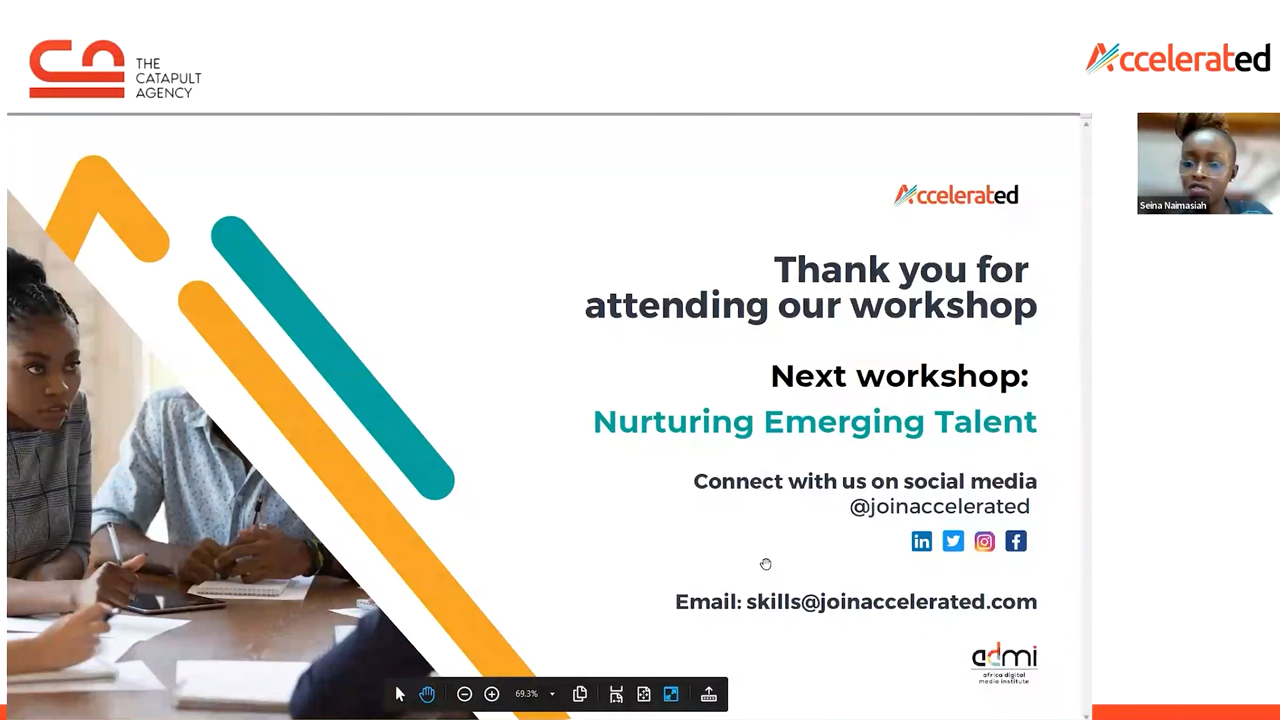 THE
CATAPULT
AGENCY
Accelerated
Seina Naimasiah
Accelerated
Thank you for
attending our workshop
Next workshop:
Nurturing Emerging Talent
Connect with us on social media
@joinaccelerated
in
Email: skills@joinaccelerated.com
admi
africa digital
media institute
69.3%